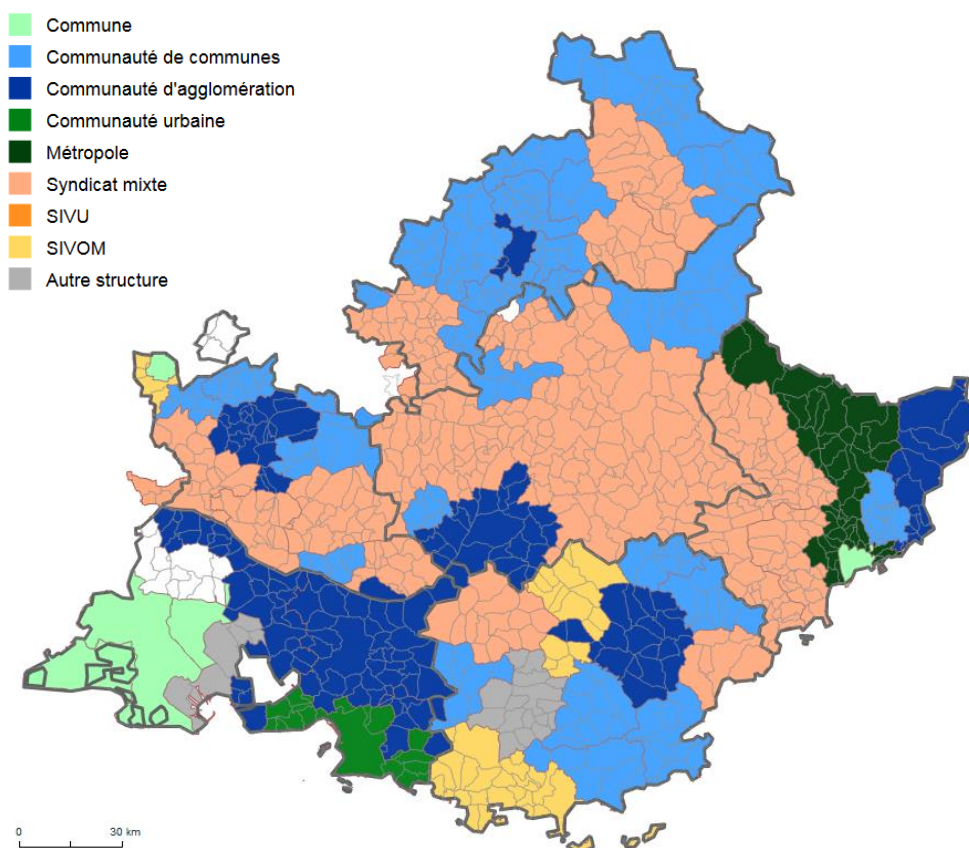 Commune
Communauté de communes
Communauté d'agglomération
Communauté urbaine
Métropole
Syndicat mixte
SIVU
SIVOM
Autre structure
0 30 km